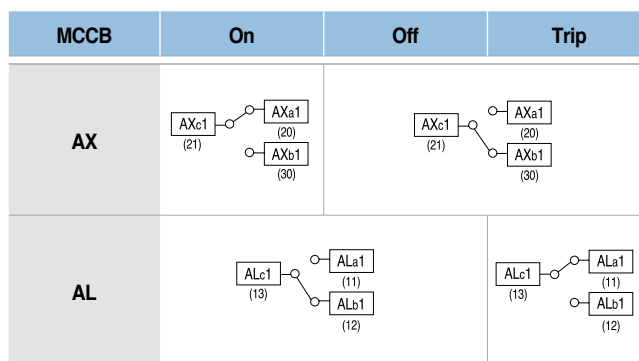 MCCB On Off Trip
AX
AXc1
(21)
AXa1
(20)
AXb1
(30)
AXc1
(21)
AXa1
(20)
AXb1
(30)
AL
ALc1
(13)
ALa1
(11)
ALb1
(12)
ALc1
(13)
ALa1
(11)
ALb1
(12)